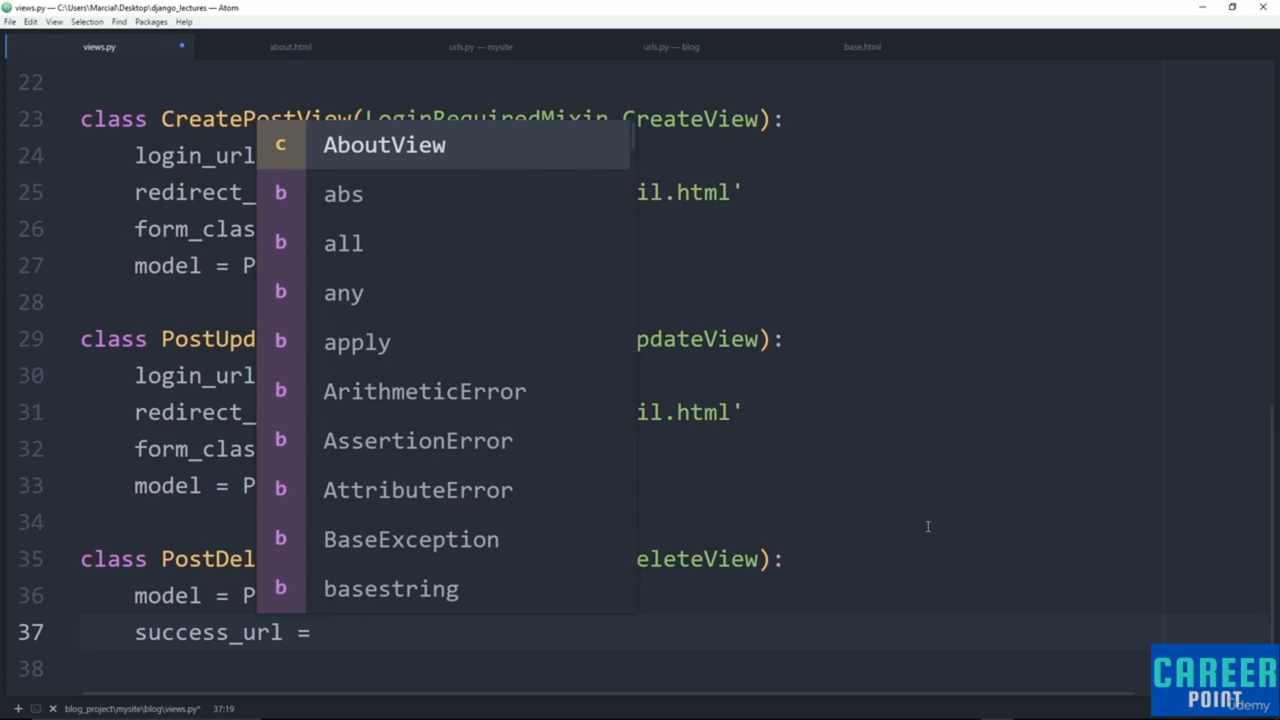 views.py — C:\Users\Marcial\Desktop\django_lectures — Atom
File Edit View Selection Find Packages Help
views.py about.html urls.py — mysite urls.py — blog base.html
22
23 class CreatePostView(LoginRequiredMixin,CreateView):
24 login_url
25 redirect_ il.html'
26 form_clas
27 model = P
28
29 class PostUpd pdateView):
30 login_url
31 redirect_ il.html'
32 form_clas
33 model = P
34
35 class PostDel eleteView):
36 model = P
37 success_url =
38
c AboutView
b abs
b all
b any
b apply
b ArithmeticError
b AssertionError
b AttributeError
b BaseException
b basestring
blog_project\mysite\blog\views.py* 37:19
CAREER
POINT
Udemy